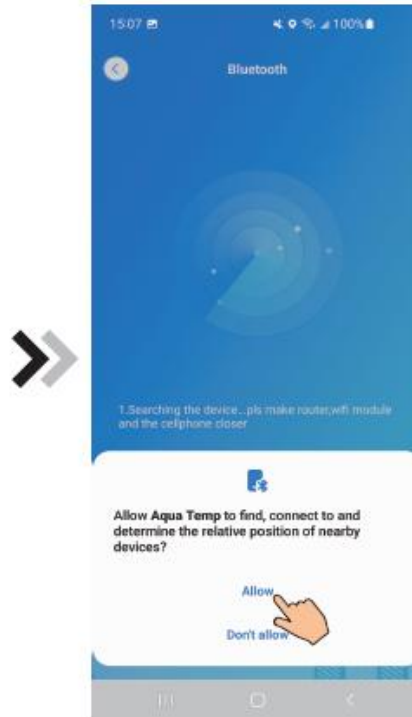 15:07 100%
Bluetooth
1.Searching the device...pls make router,wifi module
and the cellphone closer
Allow Aqua Temp to find, connect to and
determine the relative position of nearby
devices?
Allow
Don't allow